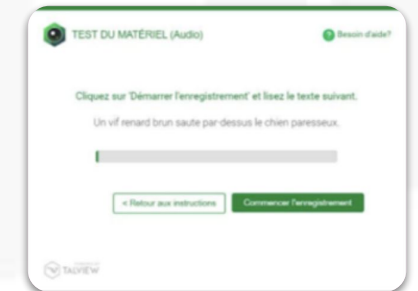 TEST DU MATÉRIEL (Audio)
Besoin d'aide?
Cliquez sur 'Démarrer l'enregistrement' et lisez le texte suivant.
Un vif renard brun saute par-dessus le chien paresseux.
< Retour aux instructions
Commencer l'enregistrement
TALVIEW